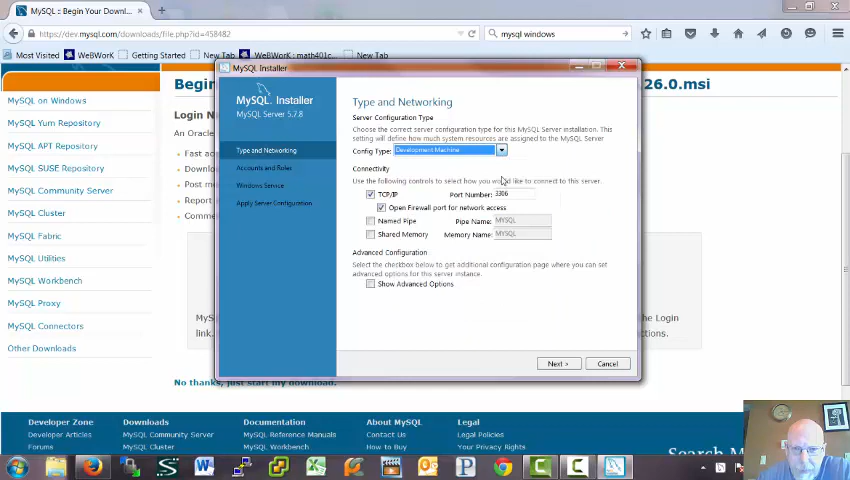 MySQL :: Begin Your Downl...
https://dev.mysql.com/downloads/file.php?id=458482
mysql windows
Most Visited
WeBWorK
Getting Started
New Tab
WeBWorK : math401c...
New Tab
Begin
26.0.msi
MySQL on Windows
MySQL Yum Repository
MySQL APT Repository
MySQL SUSE Repository
MySQL Community Server
MySQL Cluster
MySQL Fabric
MySQL Utilities
MySQL Workbench
MySQL Proxy
MySQL Connectors
Other Downloads
Login N
An Oracle
Fast acc
Downloa
Post me
Report
Comme
MyS
link,
the Login
ctions.
No thanks, just start my download.
MySQL Installer
MySQL. Installer
MySQL Server 5.7.8
Type and Networking
Accounts and Roles
Windows Service
Apply Server Configuration
Type and Networking
Server Configuration Type
Choose the correct server configuration type for this MySQL Server installation. This
setting will define how much system resources are assigned to the MySQL Server
Config Type:
Development Machine
Connectivity
Use the following controls to select how you would like to connect to this server.
TCP/IP
Port Number:
3306
Open Firewall port for network access
Named Pipe
Pipe Name:
MYSQL
Shared Memory
Memory Name:
MYSQL
Advanced Configuration
Select the checkbox below to get additional configuration page where you can set
advanced options for this server instance.
Show Advanced Options
Next >
Cancel
Developer Zone
Developer Articles
Forums
Downloads
MySQL Community Server
MySQL Cluster
Documentation
MySQL Reference Manuals
MySQL Workbench
About MySQL
Contact Us
How to Buy
Legal
Legal Policies
Your Privacy Rights
Search M